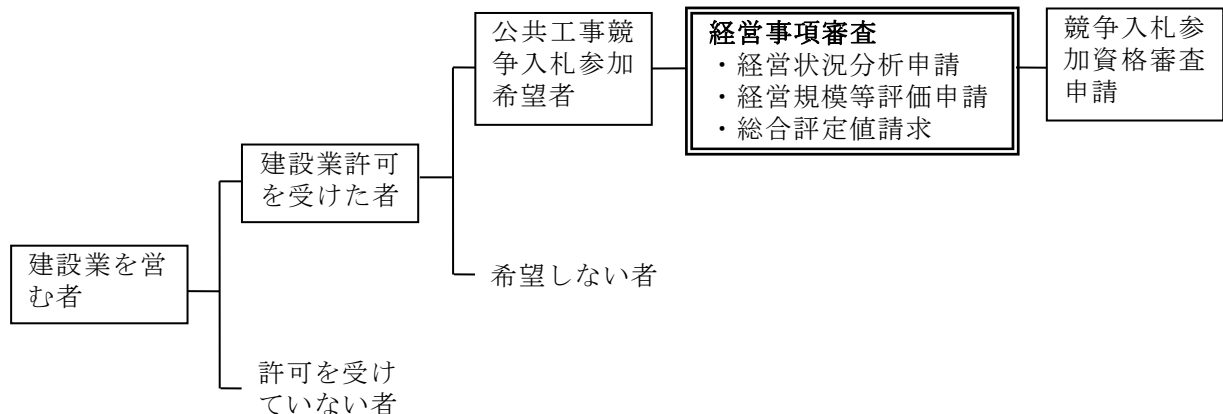 公共工事競
争入札参加
希望者
経営事項審査
・経営状況分析申請
・経営規模等評価申請
・総合評定値請求
競争入札参
加資格審査
申請
建設業許可
を受けた者
建設業を営
む者
希望しない者
許可を受け
ていない者